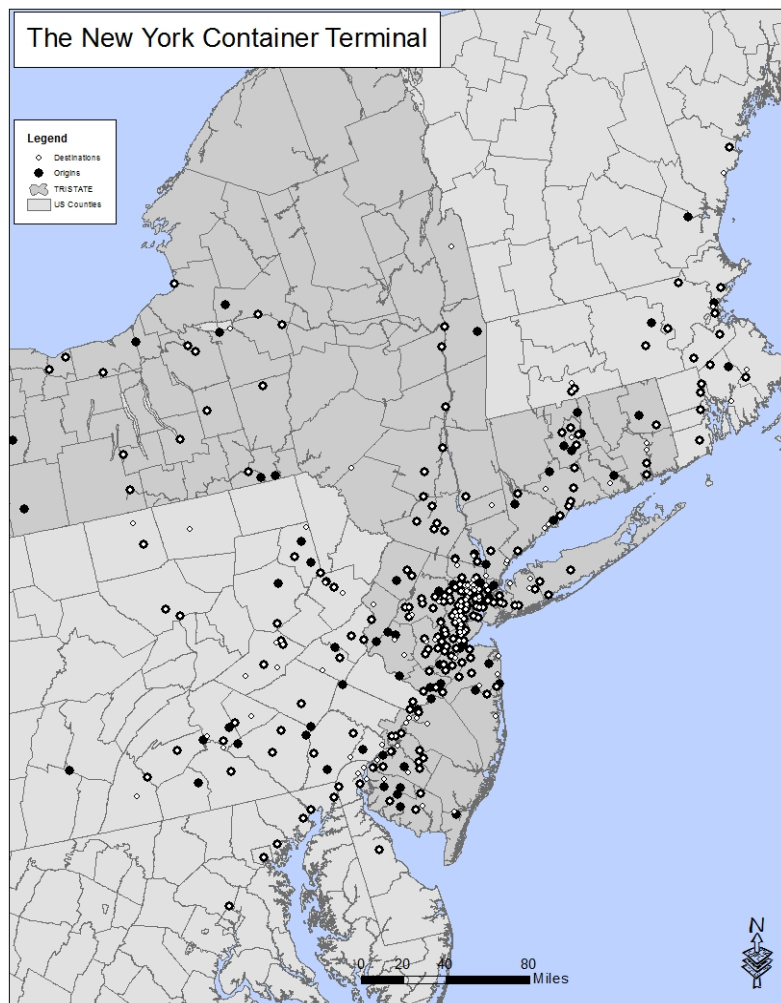 The New York Container Terminal
Legend
Destinations
Origins
TRISTATE
US Counties
N
0 20 40 80
Miles